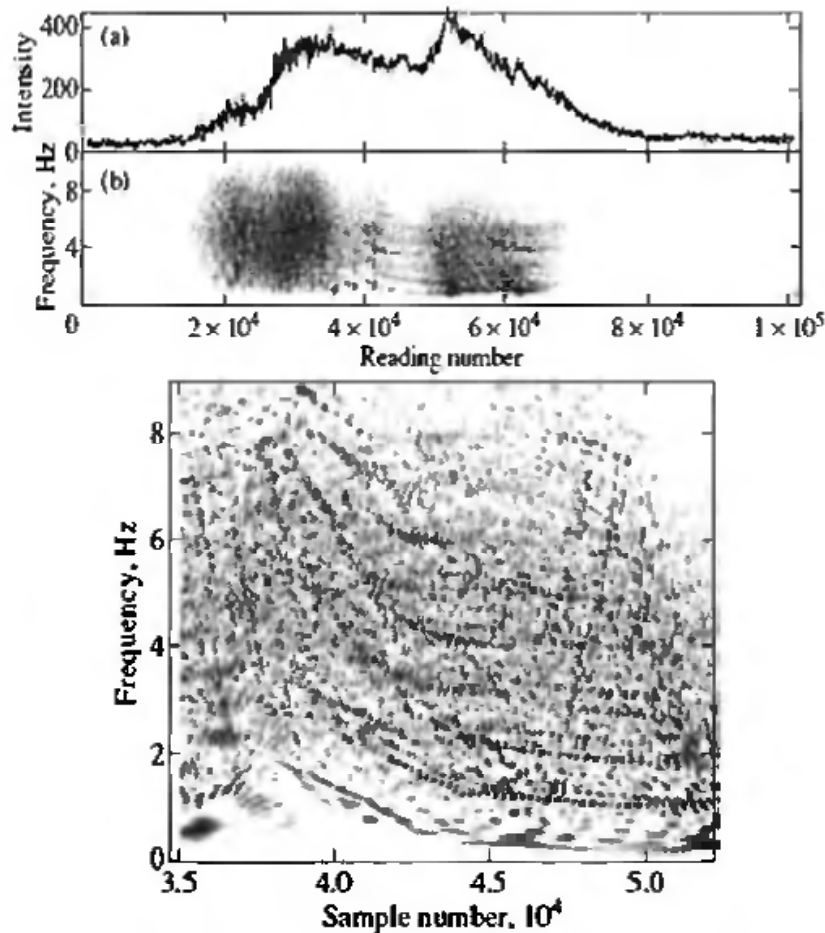 400
(a)
Intensity
200
0
(b)
Frequency, Hz
8
4
0
2 × 10⁴
4 × 10⁴
6 × 10⁴
8 × 10⁴
1 × 10⁵
Reading number
8
6
Frequency, Hz
4
2
0
3.5
4.0
4.5
5.0
Sample number, 10⁴